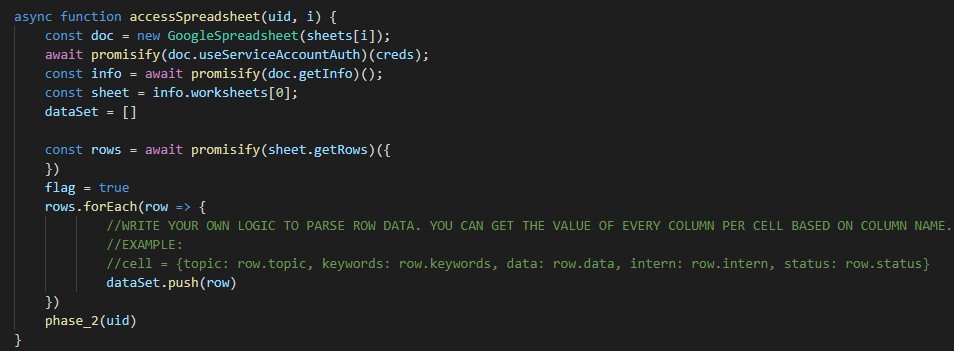 async function accessSpreadsheet(uid, i) {
    const doc = new GoogleSpreadsheet(sheets[i]);
    await promisify(doc.useServiceAccountAuth)(creds);
    const info = await promisify(doc.getInfo)();
    const sheet = info.worksheets[0];
    dataSet = []

    const rows = await promisify(sheet.getRows)({
    })
    flag = true
    rows.forEach(row => {
            //WRITE YOUR OWN LOGIC TO PARSE ROW DATA. YOU CAN GET THE VALUE OF EVERY COLUMN PER CELL BASED ON COLUMN NAME.
            //EXAMPLE:
            //cell = {topic: row.topic, keywords: row.keywords, data: row.data, intern: row.intern, status: row.status}
            dataSet.push(row)
    })
    phase_2(uid)
}